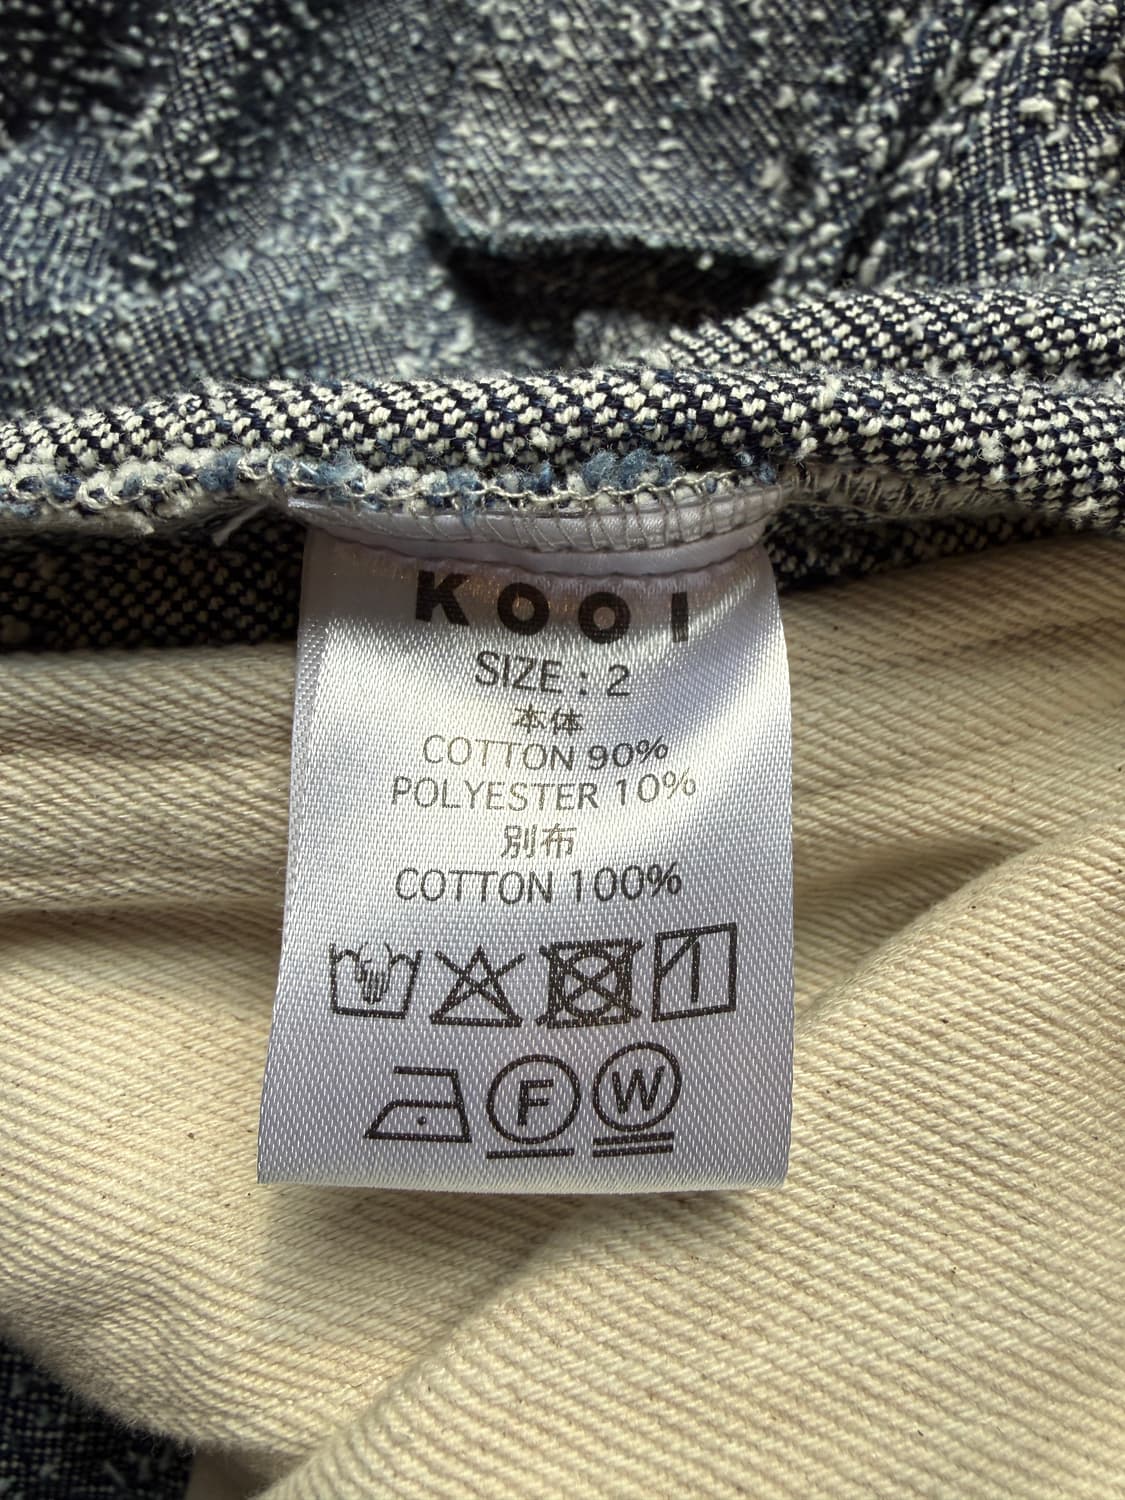 KOOI
SIZE : 2
本体
COTTON 90%
POLYESTER 10%
別布
COTTON 100%
F W